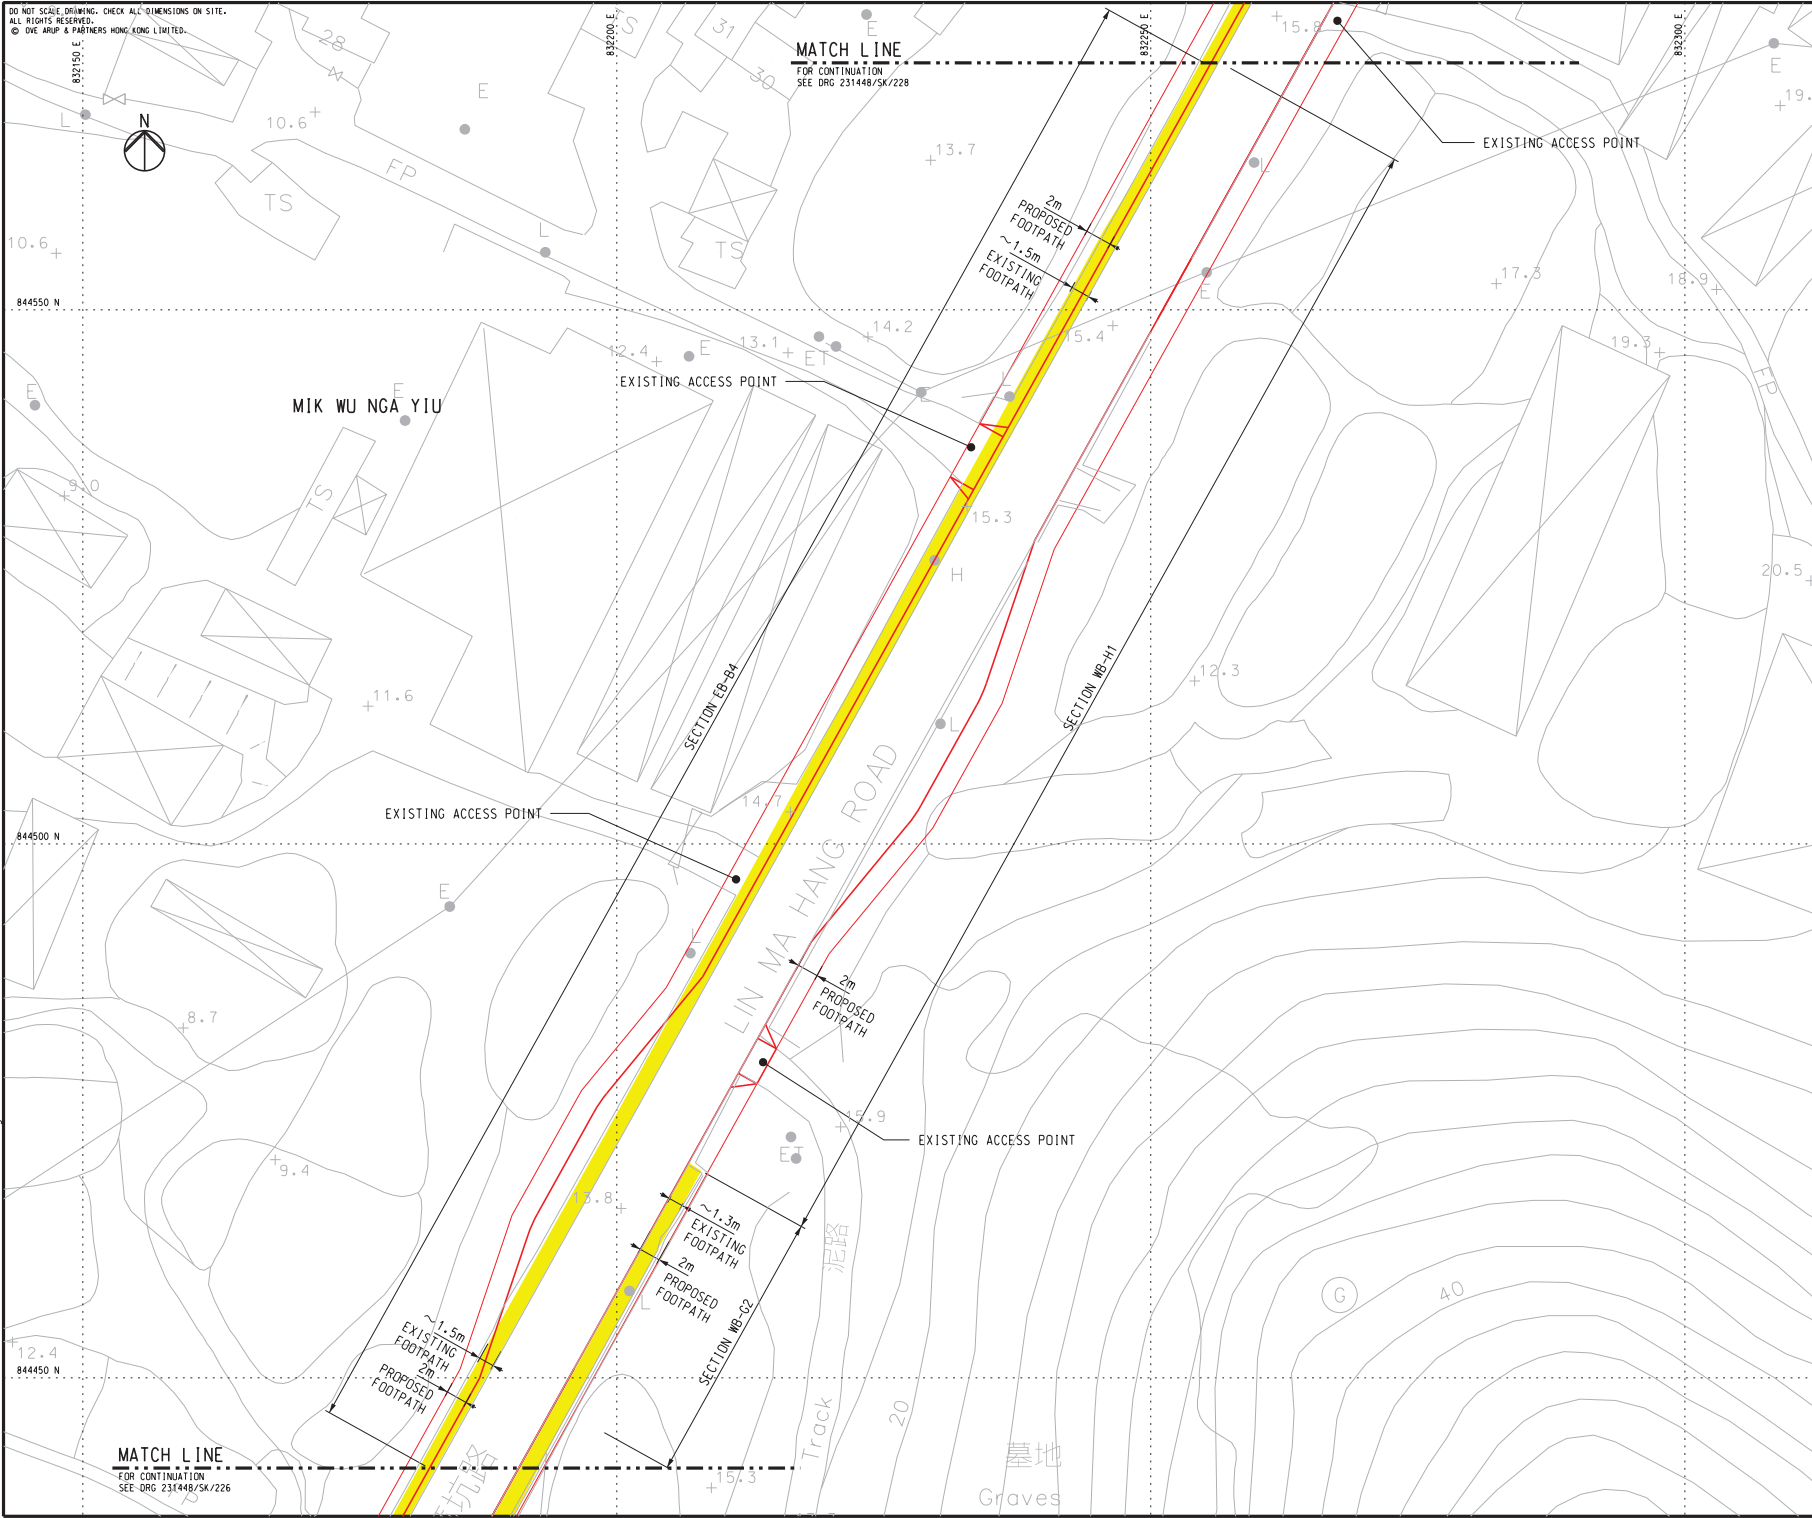 DO NOT SCALE DRAWING. CHECK ALL DIMENSIONS ON SITE.
ALL RIGHTS RESERVED.
© OVE ARUP & PARTNERS HONG KONG LIMITED.
832150 E
832200 E
832250 E
832300 E
MATCH LINE
FOR CONTINUATION
SEE DRG 231448/SK/228
28
S
31
30
E
15.8
E
19.
L
N
10.6
E
FP
TS
13.7
EXISTING ACCESS POINT
L
2m
PROPOSED
FOOTPATH
~1.5m
EXISTING
FOOTPATH
10.6
L
TS
E
17.3
18.9
844550 N
12.4
E
13.1
ET
14.2
15.4
19.3
FP
EXISTING ACCESS POINT
E
L
E
E
MIK WU NGA YIU
9.0
TS
15.3
H
20.5
11.6
SECTION EB-B4
SECTION WB-H1
12.3
L
14.7
LIN MA HANG ROAD
EXISTING ACCESS POINT
844500 N
E
L
2m
PROPOSED
FOOTPATH
8.7
15.9
EXISTING ACCESS POINT
ET
9.4
13.8
~1.3m
EXISTING
FOOTPATH
2m
PROPOSED
FOOTPATH
L
泥路
SECTION WB-G2
G
40
~1.5m
EXISTING
FOOTPATH
2m
PROPOSED
FOOTPATH
12.4
844450 N
20
Track
墓地
Graves
15.3
MATCH LINE
FOR CONTINUATION
SEE DRG 231448/SK/226